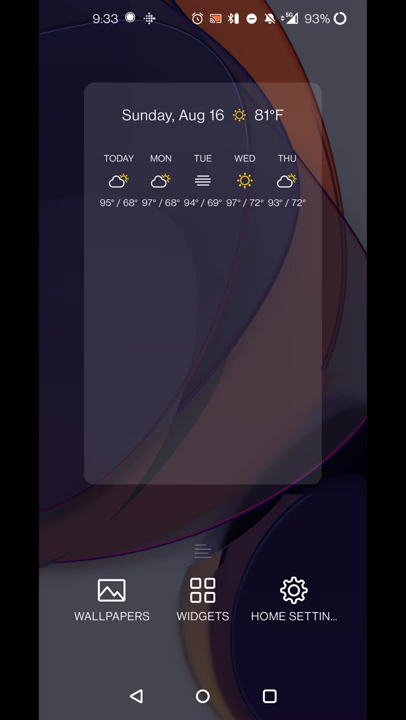 9:33 5G 93%
Sunday, Aug 16 81°F
TODAY MON TUE WED THU
95° / 68° 97° / 68° 94° / 69° 97° / 72° 93° / 72°
WALLPAPERS WIDGETS HOME SETTIN...